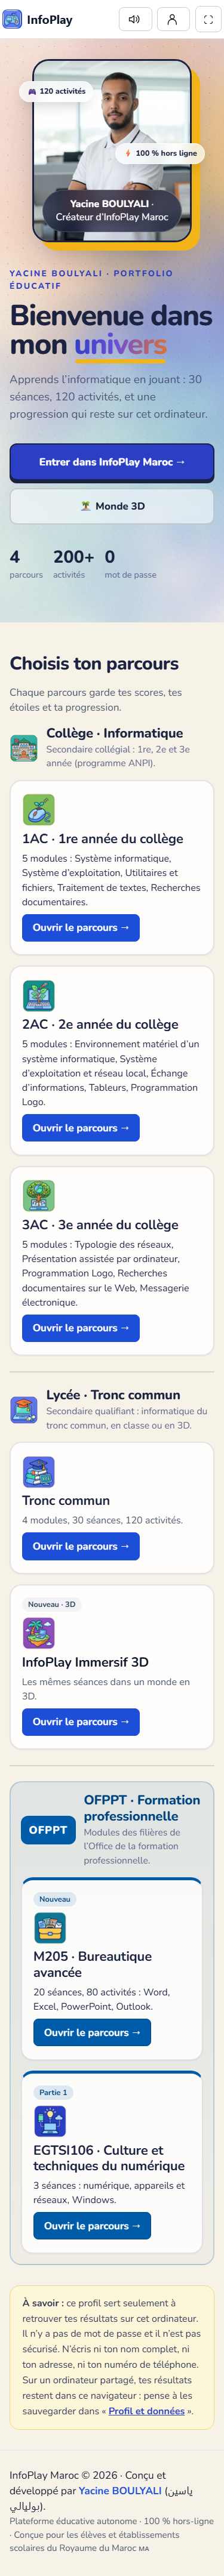 InfoPlay
120 activités
100 % hors ligne
Yacine BOULYALI ·
Créateur d'InfoPlay Maroc
YACINE BOULYALI · PORTFOLIO
ÉDUCATIF
Bienvenue dans
mon univers
Apprends l'informatique en jouant : 30
séances, 120 activités, et une
progression qui reste sur cet ordinateur.
Entrer dans InfoPlay Maroc →
Monde 3D
4
parcours
200+
activités
0
mot de passe
Choisis ton parcours
Chaque parcours garde tes scores, tes
étoiles et ta progression.
Collège · Informatique
Secondaire collégial : 1re, 2e et 3e
année (programme ANPI).
1AC · 1re année du collège
5 modules : Système informatique,
Système d'exploitation, Utilitaires et
fichiers, Traitement de textes, Recherches
documentaires.
Ouvrir le parcours →
2AC · 2e année du collège
5 modules : Environnement matériel d'un
système informatique, Système
d'exploitation et réseau local, Échange
d'informations, Tableurs, Programmation
Logo.
Ouvrir le parcours →
3AC · 3e année du collège
5 modules : Typologie des réseaux,
Présentation assistée par ordinateur,
Programmation Logo, Recherches
documentaires sur le Web, Messagerie
électronique.
Ouvrir le parcours →
Lycée · Tronc commun
Secondaire qualifiant : informatique du
tronc commun, en classe ou en 3D.
Tronc commun
4 modules, 30 séances, 120 activités.
Ouvrir le parcours →
Nouveau · 3D
InfoPlay Immersif 3D
Les mêmes séances dans un monde en
3D.
Ouvrir le parcours →
OFPPT
OFPPT · Formation
professionnelle
Modules des filières de
l'Office de la formation
professionnelle.
Nouveau
M205 · Bureautique
avancée
20 séances, 80 activités : Word,
Excel, PowerPoint, Outlook.
Ouvrir le parcours →
Partie 1
EGTSI106 · Culture et
techniques du numérique
3 séances : numérique, appareils et
réseaux, Windows.
Ouvrir le parcours →
À savoir : ce profil sert seulement à
retrouver tes résultats sur cet ordinateur.
Il n'y a pas de mot de passe et il n'est pas
sécurisé. N'écris ni ton nom complet, ni
ton adresse, ni ton numéro de téléphone.
Sur un ordinateur partagé, tes résultats
restent dans ce navigateur : pense à les
sauvegarder dans « Profil et données ».
InfoPlay Maroc © 2026 · Conçu et
développé par Yacine BOUYALI (ياسين
بوليالي).
Plateforme éducative autonome · 100 % hors-ligne
· Conçue pour les élèves et établissements
scolaires du Royaume du Maroc MA